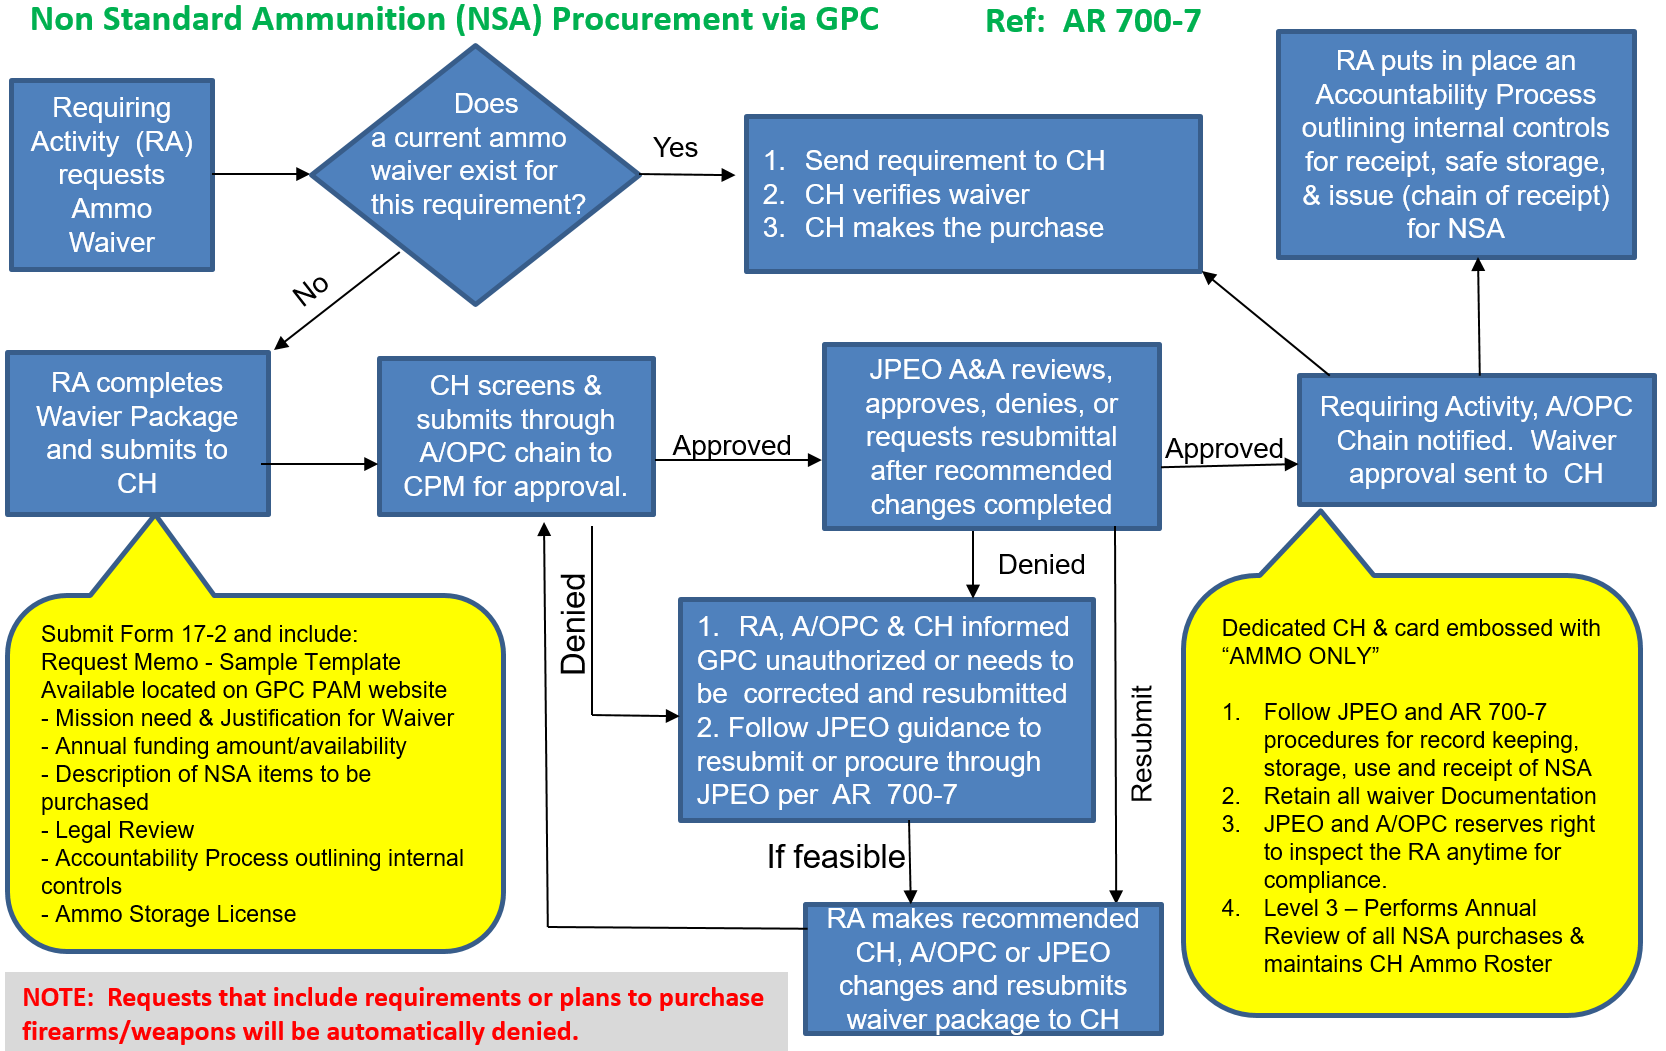 Non Standard Ammunition (NSA) Procurement via GPC
Ref: AR 700-7
Requiring
Activity (RA)
requests
Ammo
Waiver
Does
a current ammo
waiver exist for
this requirement?
Yes
1. Send requirement to CH
2. CH verifies waiver
3. CH makes the purchase
RA puts in place an
Accountability Process
outlining internal controls
for receipt, safe storage,
& issue (chain of receipt)
for NSA
No
RA completes
Wavier Package
and submits to
CH
CH screens &
submits through
A/OPC chain to
CPM for approval.
Approved
JPEO A&A reviews,
approves, denies, or
requests resubmittal
after recommended
changes completed
Approved
Requiring Activity, A/OPC
Chain notified. Waiver
approval sent to CH
Denied
Denied
Resubmit
1. RA, A/OPC & CH informed
GPC unauthorized or needs to
be corrected and resubmitted
2. Follow JPEO guidance to
resubmit or procure through
JPEO per AR 700-7
If feasible
RA makes recommended
CH, A/OPC or JPEO
changes and resubmits
waiver package to CH
Submit Form 17-2 and include:
Request Memo - Sample Template
Available located on GPC PAM website
- Mission need & Justification for Waiver
- Annual funding amount/availability
- Description of NSA items to be
purchased
- Legal Review
- Accountability Process outlining internal
controls
- Ammo Storage License
Dedicated CH & card embossed with
“AMMO ONLY”
1. Follow JPEO and AR 700-7
procedures for record keeping,
storage, use and receipt of NSA
2. Retain all waiver Documentation
3. JPEO and A/OPC reserves right
to inspect the RA anytime for
compliance.
4. Level 3 – Performs Annual
Review of all NSA purchases &
maintains CH Ammo Roster
NOTE: Requests that include requirements or plans to purchase
firearms/weapons will be automatically denied.